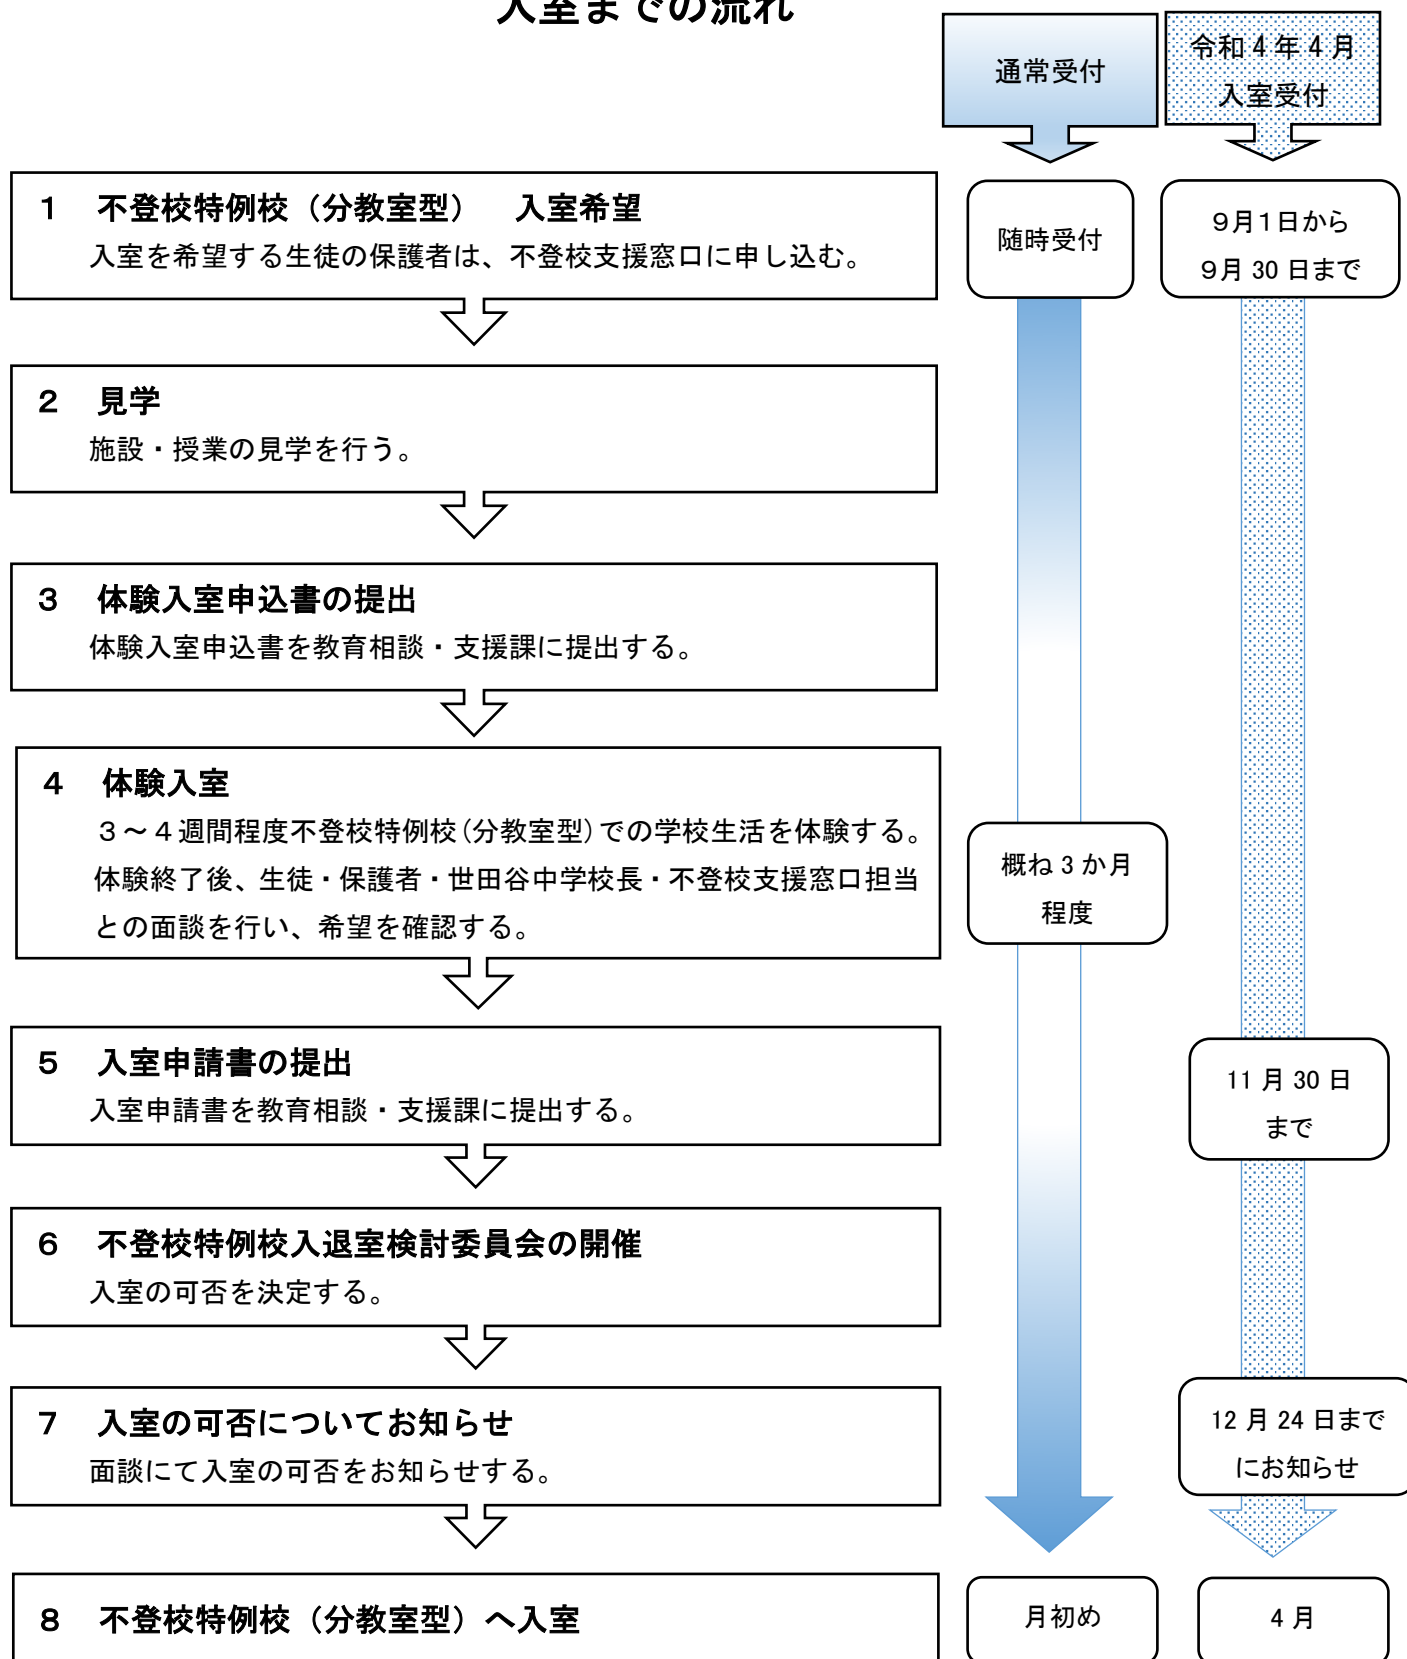 入室までの流れ
通常受付
令和4年4月
入室受付
1 不登校特例校（分教室型） 入室希望
入室を希望する生徒の保護者は、不登校支援窓口に申し込む。
随時受付
9月1日から
9月30日まで
2 見学
施設・授業の見学を行う。
3 体験入室申込書の提出
体験入室申込書を教育相談・支援課に提出する。
4 体験入室
3～4週間程度不登校特例校(分教室型)での学校生活を体験する。
体験終了後、生徒・保護者・世田谷中学校長・不登校支援窓口担当
との面談を行い、希望を確認する。
概ね3か月
程度
5 入室申請書の提出
入室申請書を教育相談・支援課に提出する。
11月30日
まで
6 不登校特例校入退室検討委員会の開催
入室の可否を決定する。
7 入室の可否についてお知らせ
面談にて入室の可否をお知らせする。
12月24日まで
にお知らせ
8 不登校特例校（分教室型）へ入室
月初め
4月